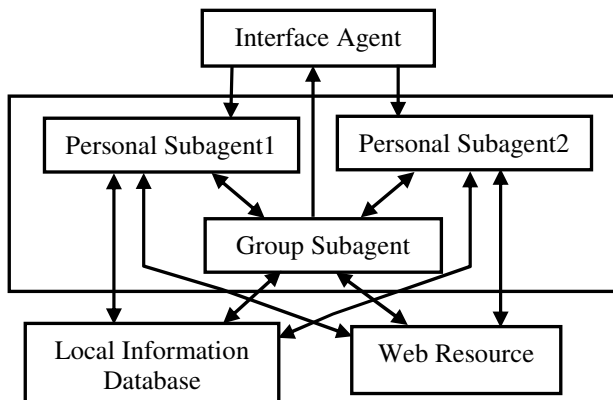 Interface Agent
Personal Subagent1
Personal Subagent2
Group Subagent
Local Information
Database
Web Resource